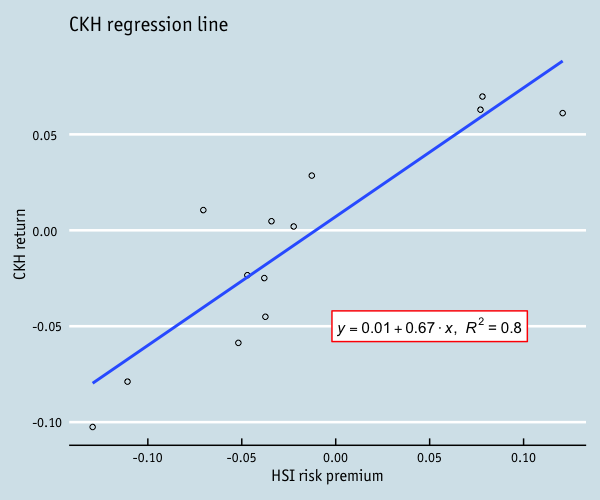 CKH regression line
0.05
0.00
-0.05
-0.10
CKH return
y = 0.01 + 0.67 · x, R² = 0.8
-0.10 -0.05 0.00 0.05 0.10
HSI risk premium